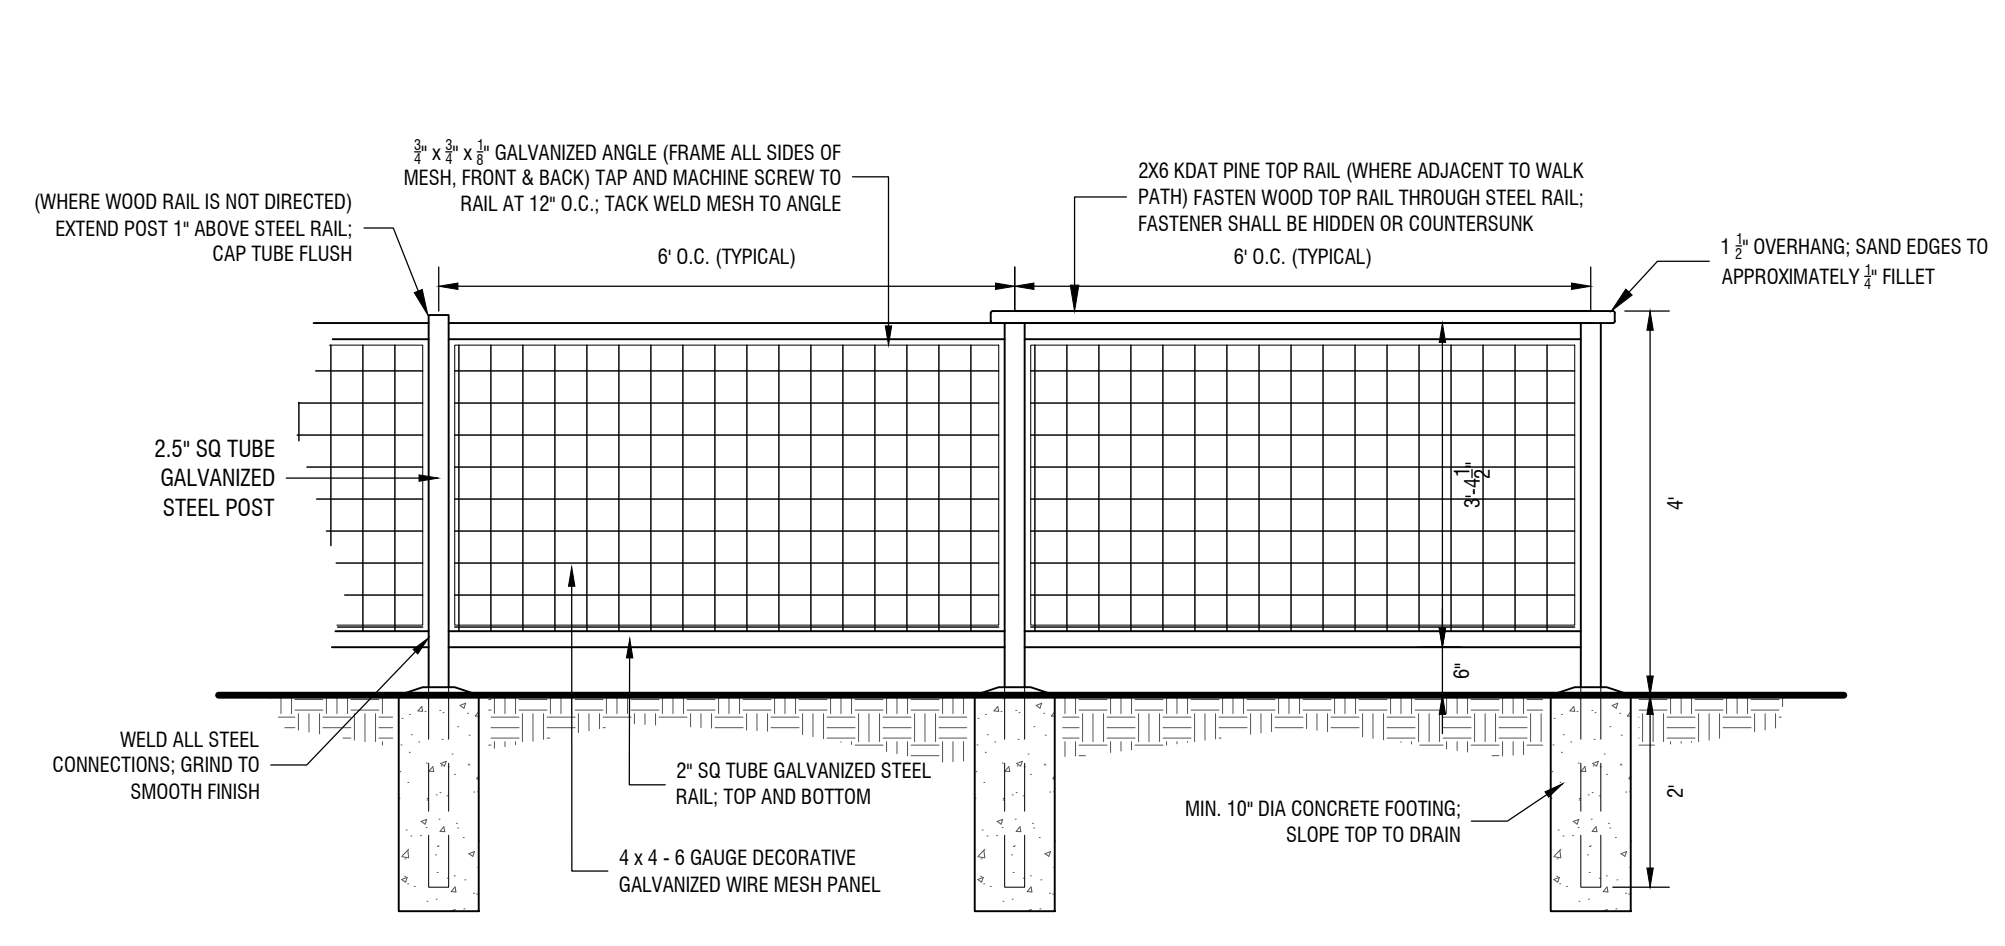 3/4" x 3/4" x 1/8" GALVANIZED ANGLE (FRAME ALL SIDES OF
MESH, FRONT & BACK) TAP AND MACHINE SCREW TO
RAIL AT 12" O.C.; TACK WELD MESH TO ANGLE
2X6 KDAT PINE TOP RAIL (WHERE ADJACENT TO WALK
PATH) FASTEN WOOD TOP RAIL THROUGH STEEL RAIL;
FASTENER SHALL BE HIDDEN OR COUNTERSUNK
(WHERE WOOD RAIL IS NOT DIRECTED)
EXTEND POST 1" ABOVE STEEL RAIL;
CAP TUBE FLUSH
1 1/2" OVERHANG; SAND EDGES TO
APPROXIMATELY 1/4" FILLET
6' O.C. (TYPICAL)
6' O.C. (TYPICAL)
2.5" SQ TUBE
GALVANIZED
STEEL POST
3'-4 1/2"
4'
6"
WELD ALL STEEL
CONNECTIONS; GRIND TO
SMOOTH FINISH
2" SQ TUBE GALVANIZED STEEL
RAIL; TOP AND BOTTOM
2'
MIN. 10" DIA CONCRETE FOOTING;
SLOPE TOP TO DRAIN
4 x 4 - 6 GAUGE DECORATIVE
GALVANIZED WIRE MESH PANEL